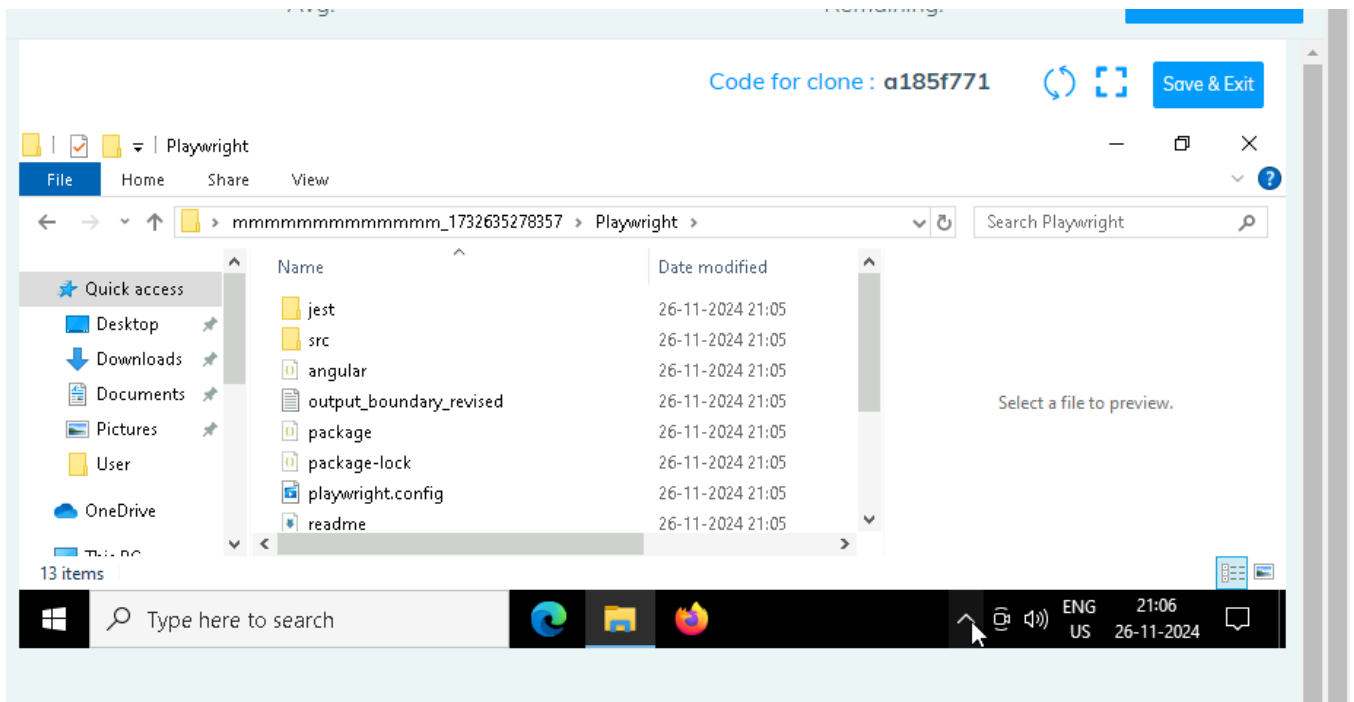 Code for clone : a185f771
Save & Exit
Playwright
File Home Share View
mmmmmmmmmmmmmm_1732635278357 > Playwright >
Search Playwright
Name Date modified
Quick access
Desktop
Downloads
Documents
Pictures
User
OneDrive
jest 26-11-2024 21:05
src 26-11-2024 21:05
angular 26-11-2024 21:05
output_boundary_revised 26-11-2024 21:05
package 26-11-2024 21:05
package-lock 26-11-2024 21:05
playwright.config 26-11-2024 21:05
readme 26-11-2024 21:05
Select a file to preview.
13 items
Type here to search
ENG
US
21:06
26-11-2024